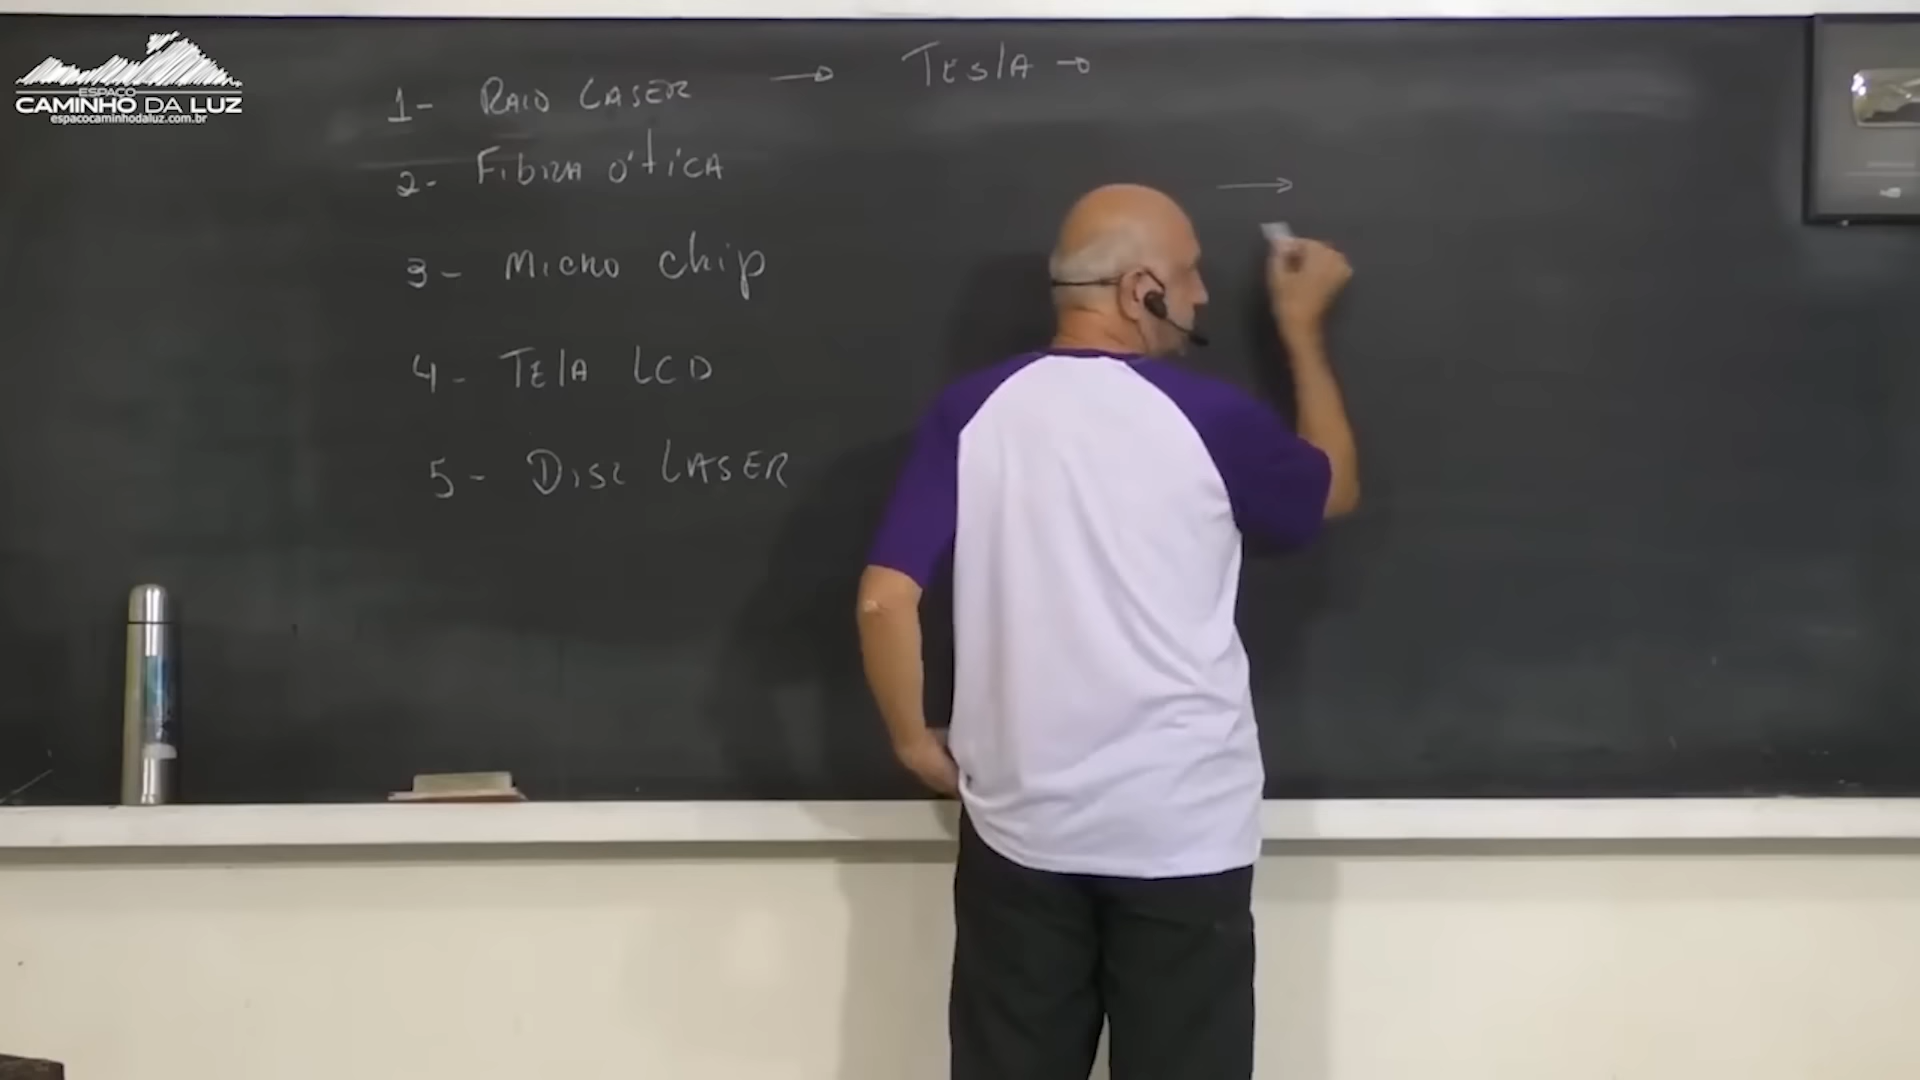 ESPAÇO
CAMINHO DA LUZ
espacocaminhodaluz.com.br
1- RAIO LASER → TESLA →
2- FIBRA ÓTICA →
3- MICRO chip
4- TELA LCD
5- DISC LASER